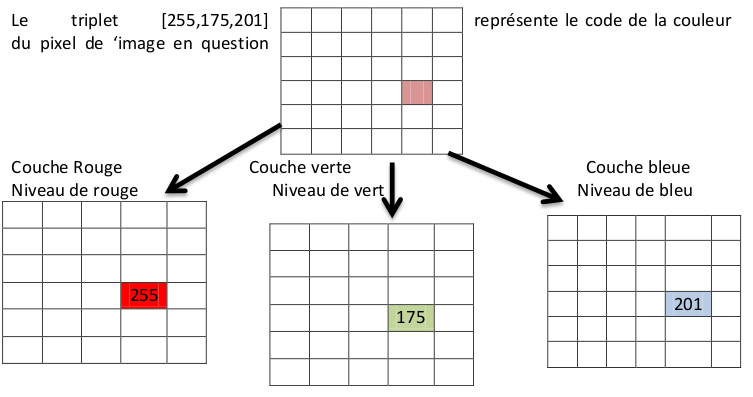 Le triplet [255,175,201] représente le code de la couleur
du pixel de ‘image en question
Couche Rouge
Niveau de rouge
Couche verte
Niveau de vert
Couche bleue
Niveau de bleu
255
175
201